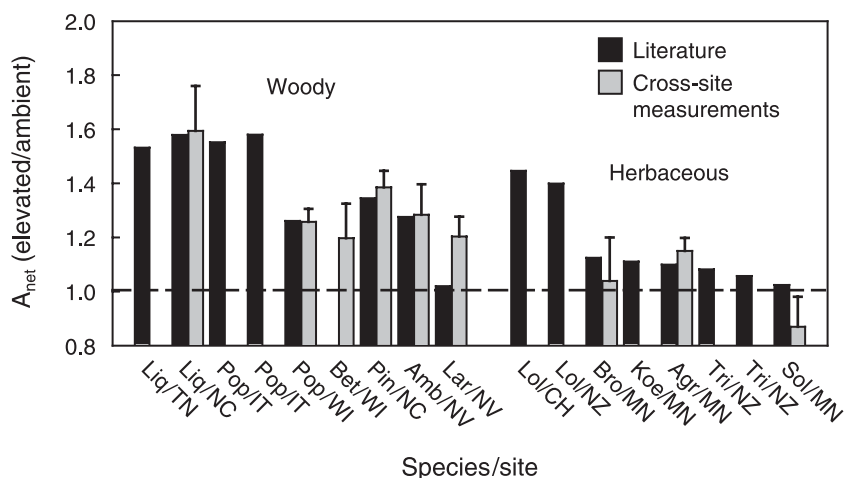 2.0
1.8
1.6
1.4
1.2
1.0
0.8
A_net (elevated/ambient)
Woody
Literature
Cross-site
measurements
Herbaceous
Liq/TN
Liq/NC
Pop/IT
Pop/IT
Pop/WI
Bet/WI
Pin/NC
Amb/NV
Lar/NV
Lol/CH
Lol/NZ
Bro/MN
Koe/MN
Agr/MN
Tri/NZ
Tri/NZ
Sol/MN
Species/site